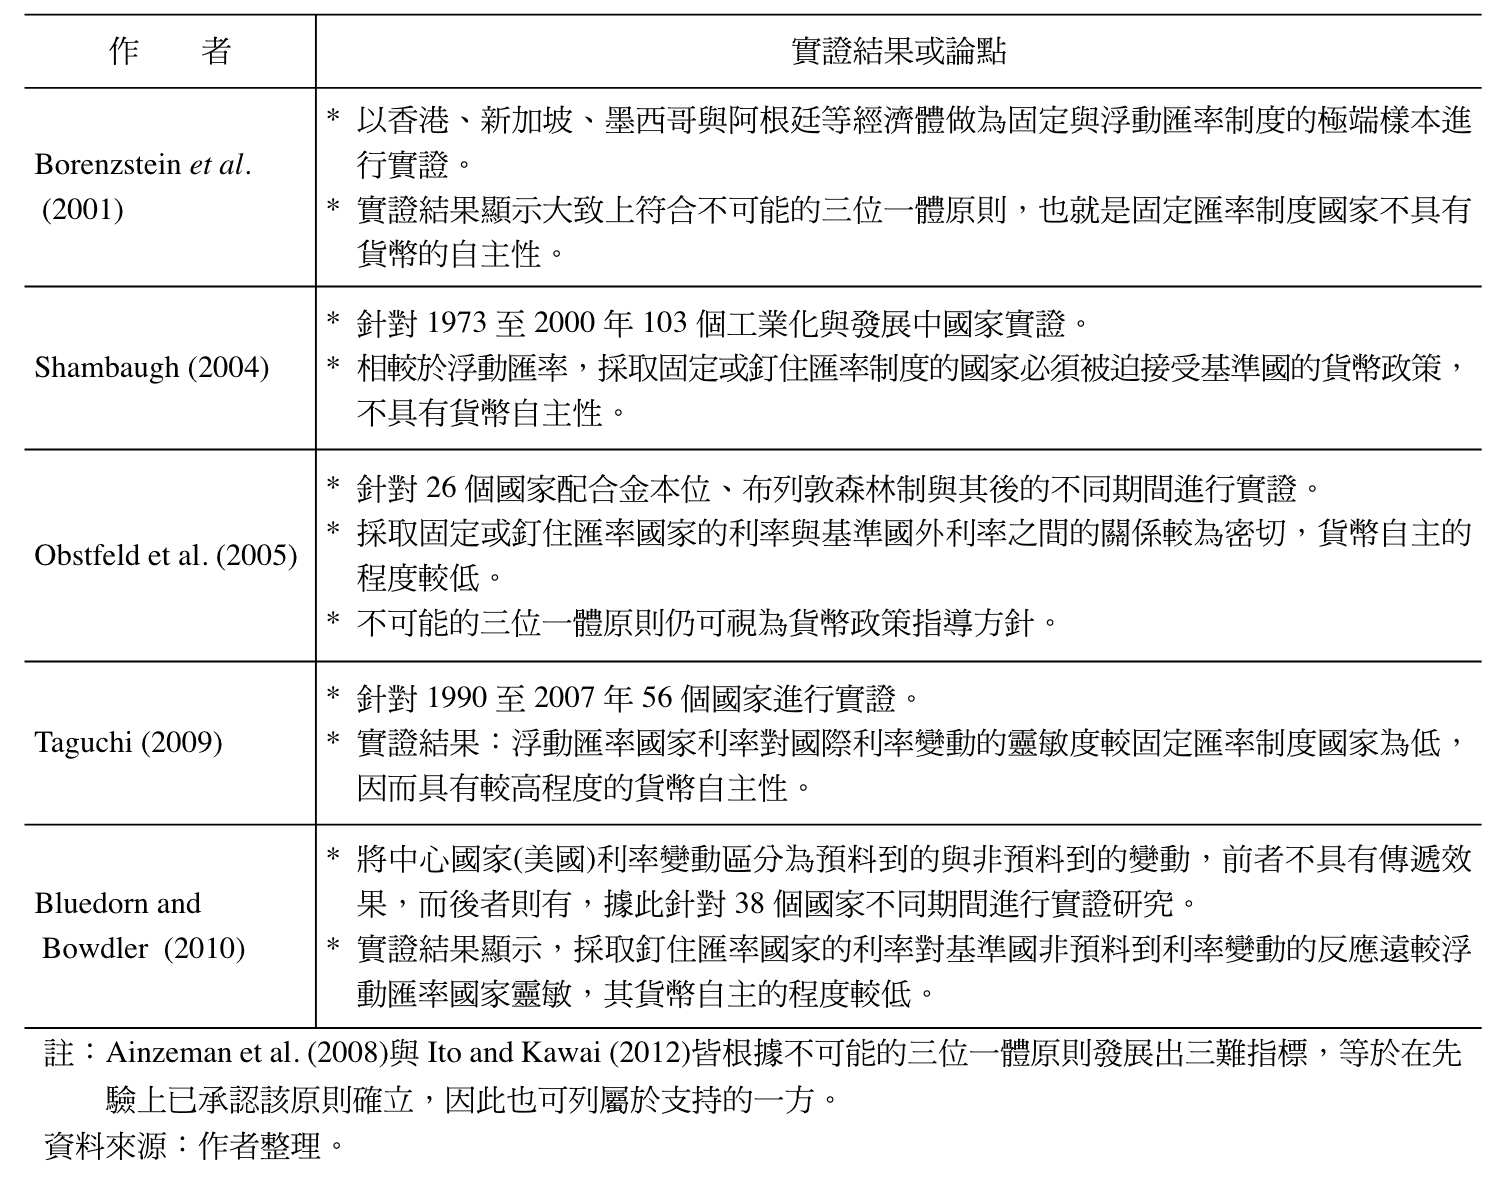 作　　者　實證結果或論點
Borenzstein et al.
(2001)
* 以香港、新加坡、墨西哥與阿根廷等經濟體做為固定與浮動匯率制度的極端樣本進
行實證。
* 實證結果顯示大致上符合不可能的三位一體原則，也就是固定匯率制度國家不具有
貨幣的自主性。
Shambaugh (2004)
* 針對 1973 至 2000 年 103 個工業化與發展中國家實證。
* 相較於浮動匯率，採取固定或釘住匯率制度的國家必須被迫接受基準國的貨幣政策，
不具有貨幣自主性。
Obstfeld et al. (2005)
* 針對 26 個國家配合金本位、布列敦森林制與其後的不同期間進行實證。
* 採取固定或釘住匯率國家的利率與基準國外利率之間的關係較為密切，貨幣自主的
程度較低。
* 不可能的三位一體原則仍可視為貨幣政策指導方針。
Taguchi (2009)
* 針對 1990 至 2007 年 56 個國家進行實證。
* 實證結果：浮動匯率國家利率對國際利率變動的靈敏度較固定匯率制度國家為低，
因而具有較高程度的貨幣自主性。
Bluedorn and
Bowdler (2010)
* 將中心國家(美國)利率變動區分為預料到的與非預料到的變動，前者不具有傳遞效
果，而後者則有，據此針對 38 個國家不同期間進行實證研究。
* 實證結果顯示，採取釘住匯率國家的利率對基準國非預料到利率變動的反應遠較浮
動匯率國家靈敏，其貨幣自主的程度較低。
註：Ainzeman et al. (2008)與 Ito and Kawai (2012)皆根據不可能的三位一體原則發展出三難指標，等於在先
驗上已承認該原則確立，因此也可列屬於支持的一方。
資料來源：作者整理。